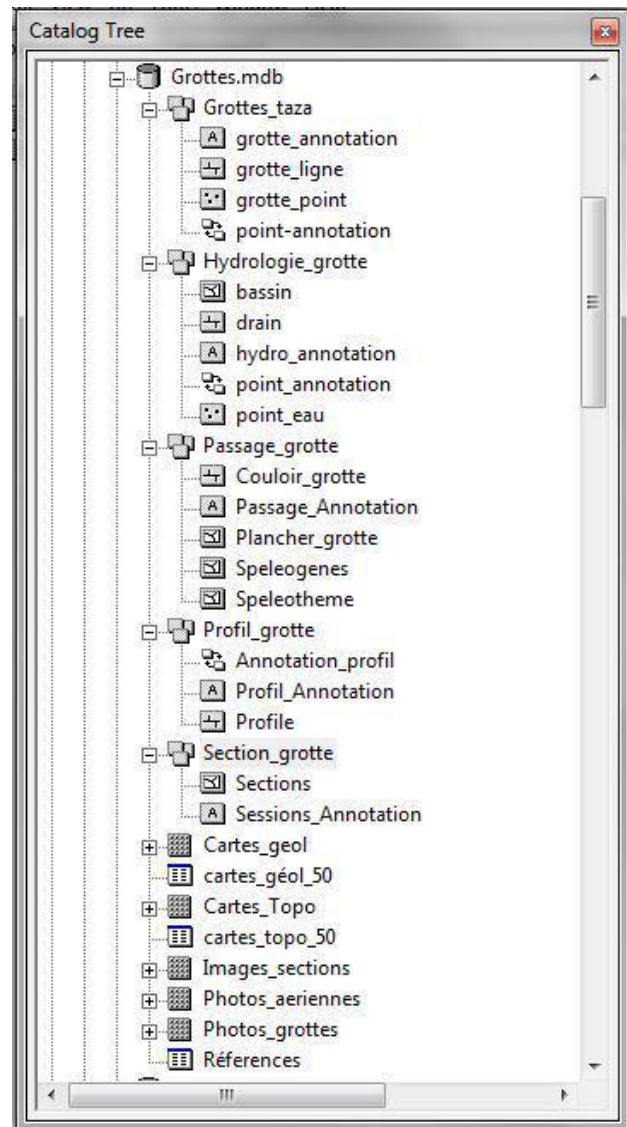 Catalog Tree
Grottes.mdb
Grottes_taza
grotte_annotation
grotte_ligne
grotte_point
point-annotation
Hydrologie_grotte
bassin
drain
hydro_annotation
point_annotation
point_eau
Passage_grotte
Couloir_grotte
Passage_Annotation
Plancher_grotte
Speleogenes
Speleotheme
Profil_grotte
Annotation_profil
Profil_Annotation
Profile
Section_grotte
Sections
Sessions_Annotation
Cartes_geol
cartes_géol_50
Cartes_Topo
cartes_topo_50
Images_sections
Photos_aeriennes
Photos_grottes
Réferences